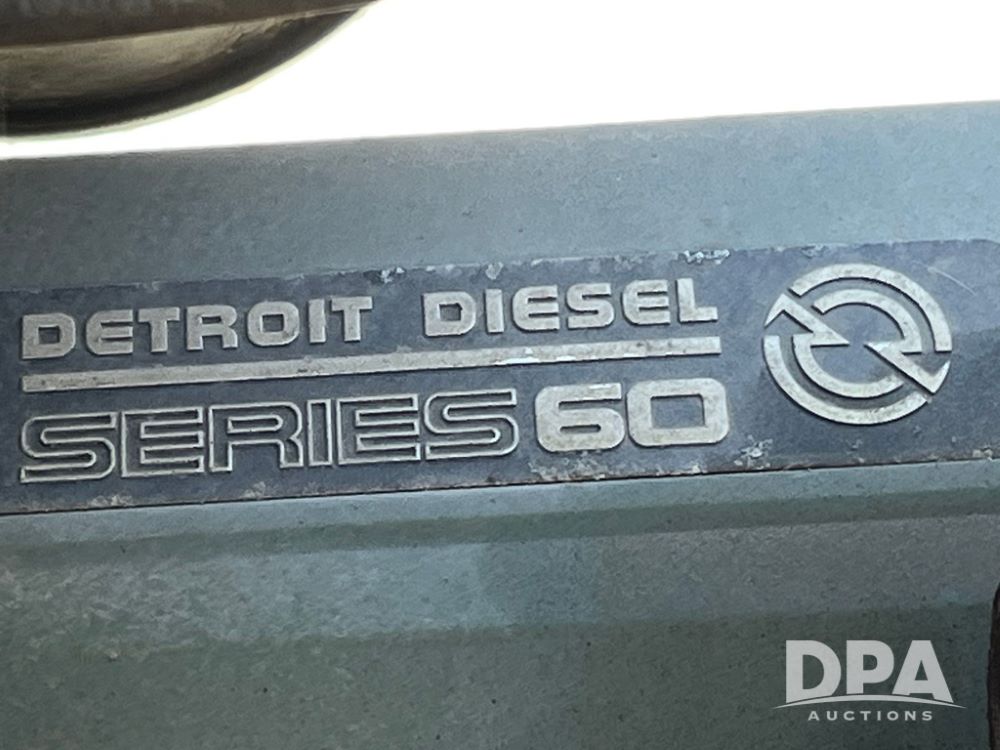 DETROIT DIESEL
SERIES 60
DPA
AUCTIONS